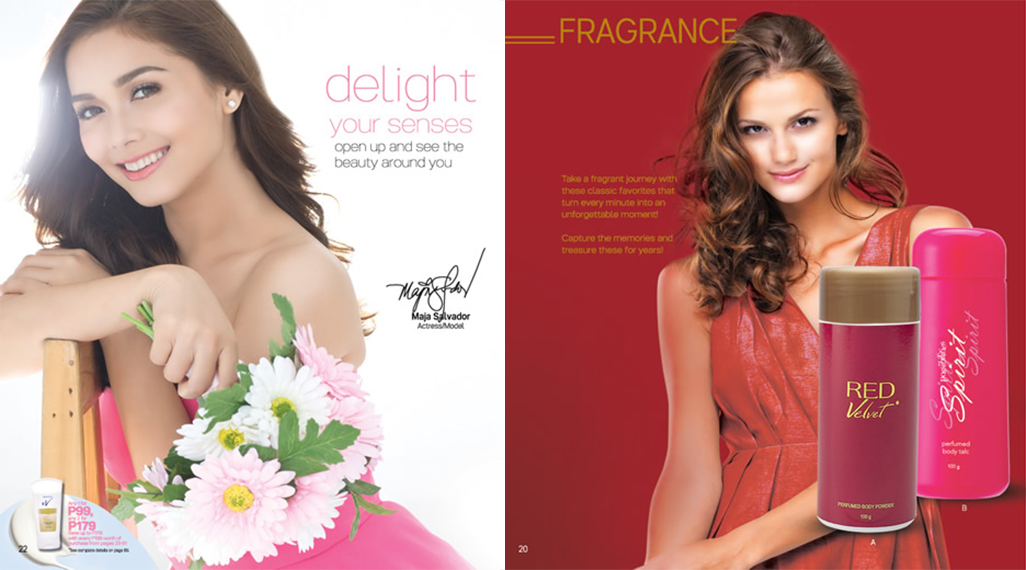 delight
your senses
open up and see the
beauty around you
Maja Salvador
Actress/Model
P99,
P179
22
FRAGRANCE
Take a fragrant journey with
these classic favorites that
turn every minute into an
unforgettable moment!
Capture the memories and
treasure these for years!
RED
Velvet
PERFUMED BODY POWDER
100 g
A
Spirit
Spirit
perfumed
body talc
100 g
B
20